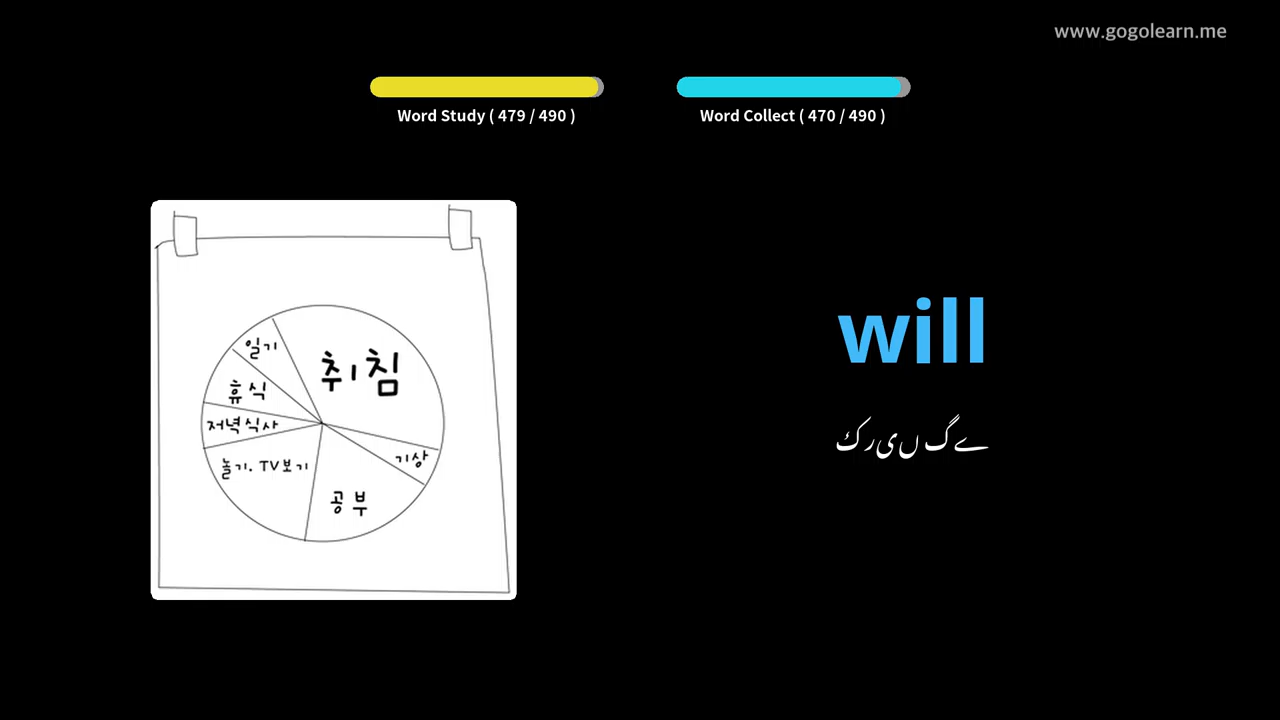 www.gogolearn.me
Word Study ( 479 / 490 )
Word Collect ( 470 / 490 )
일기
취침
휴식
저녁식사
놀기. TV보기
기상
공부
will
کریں گے